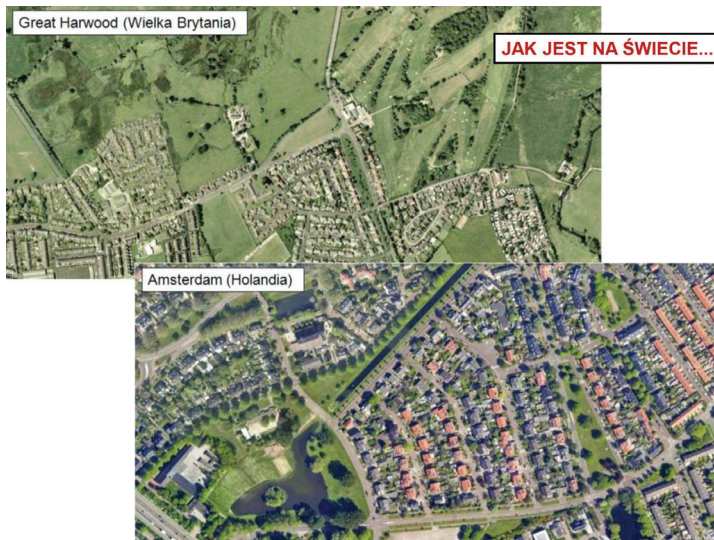 Great Harwood (Wielka Brytania)
JAK JEST NA ŚWIECIE...
Amsterdam (Holandia)